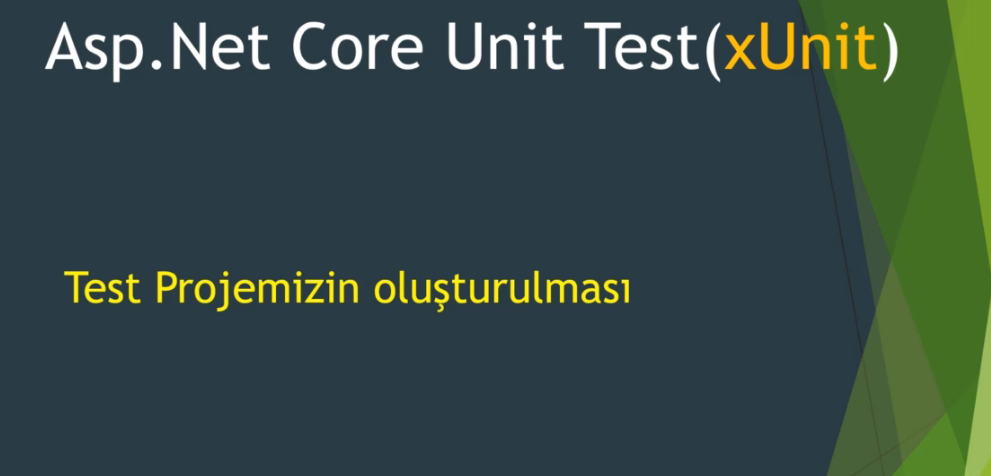 Asp.Net Core Unit Test(xUnit)
Test Projemizin oluşturulması